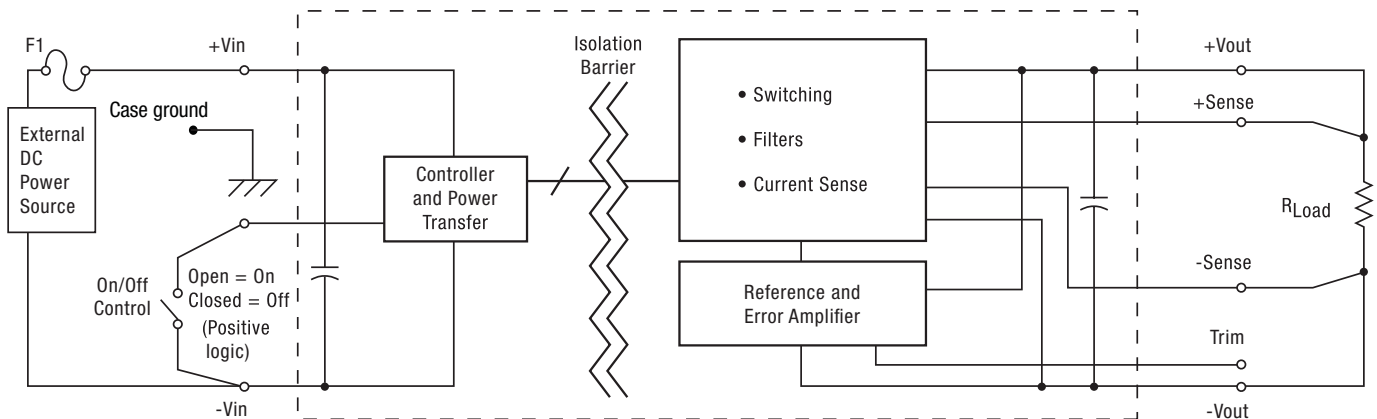 F1
+Vin
Isolation
Barrier
+Vout
+Sense
Case ground
External
DC
Power
Source
Controller
and Power
Transfer
• Switching
• Filters
• Current Sense
RLoad
On/Off
Control
Open = On
Closed = Off
(Positive
logic)
Reference and
Error Amplifier
-Sense
Trim
-Vin
-Vout